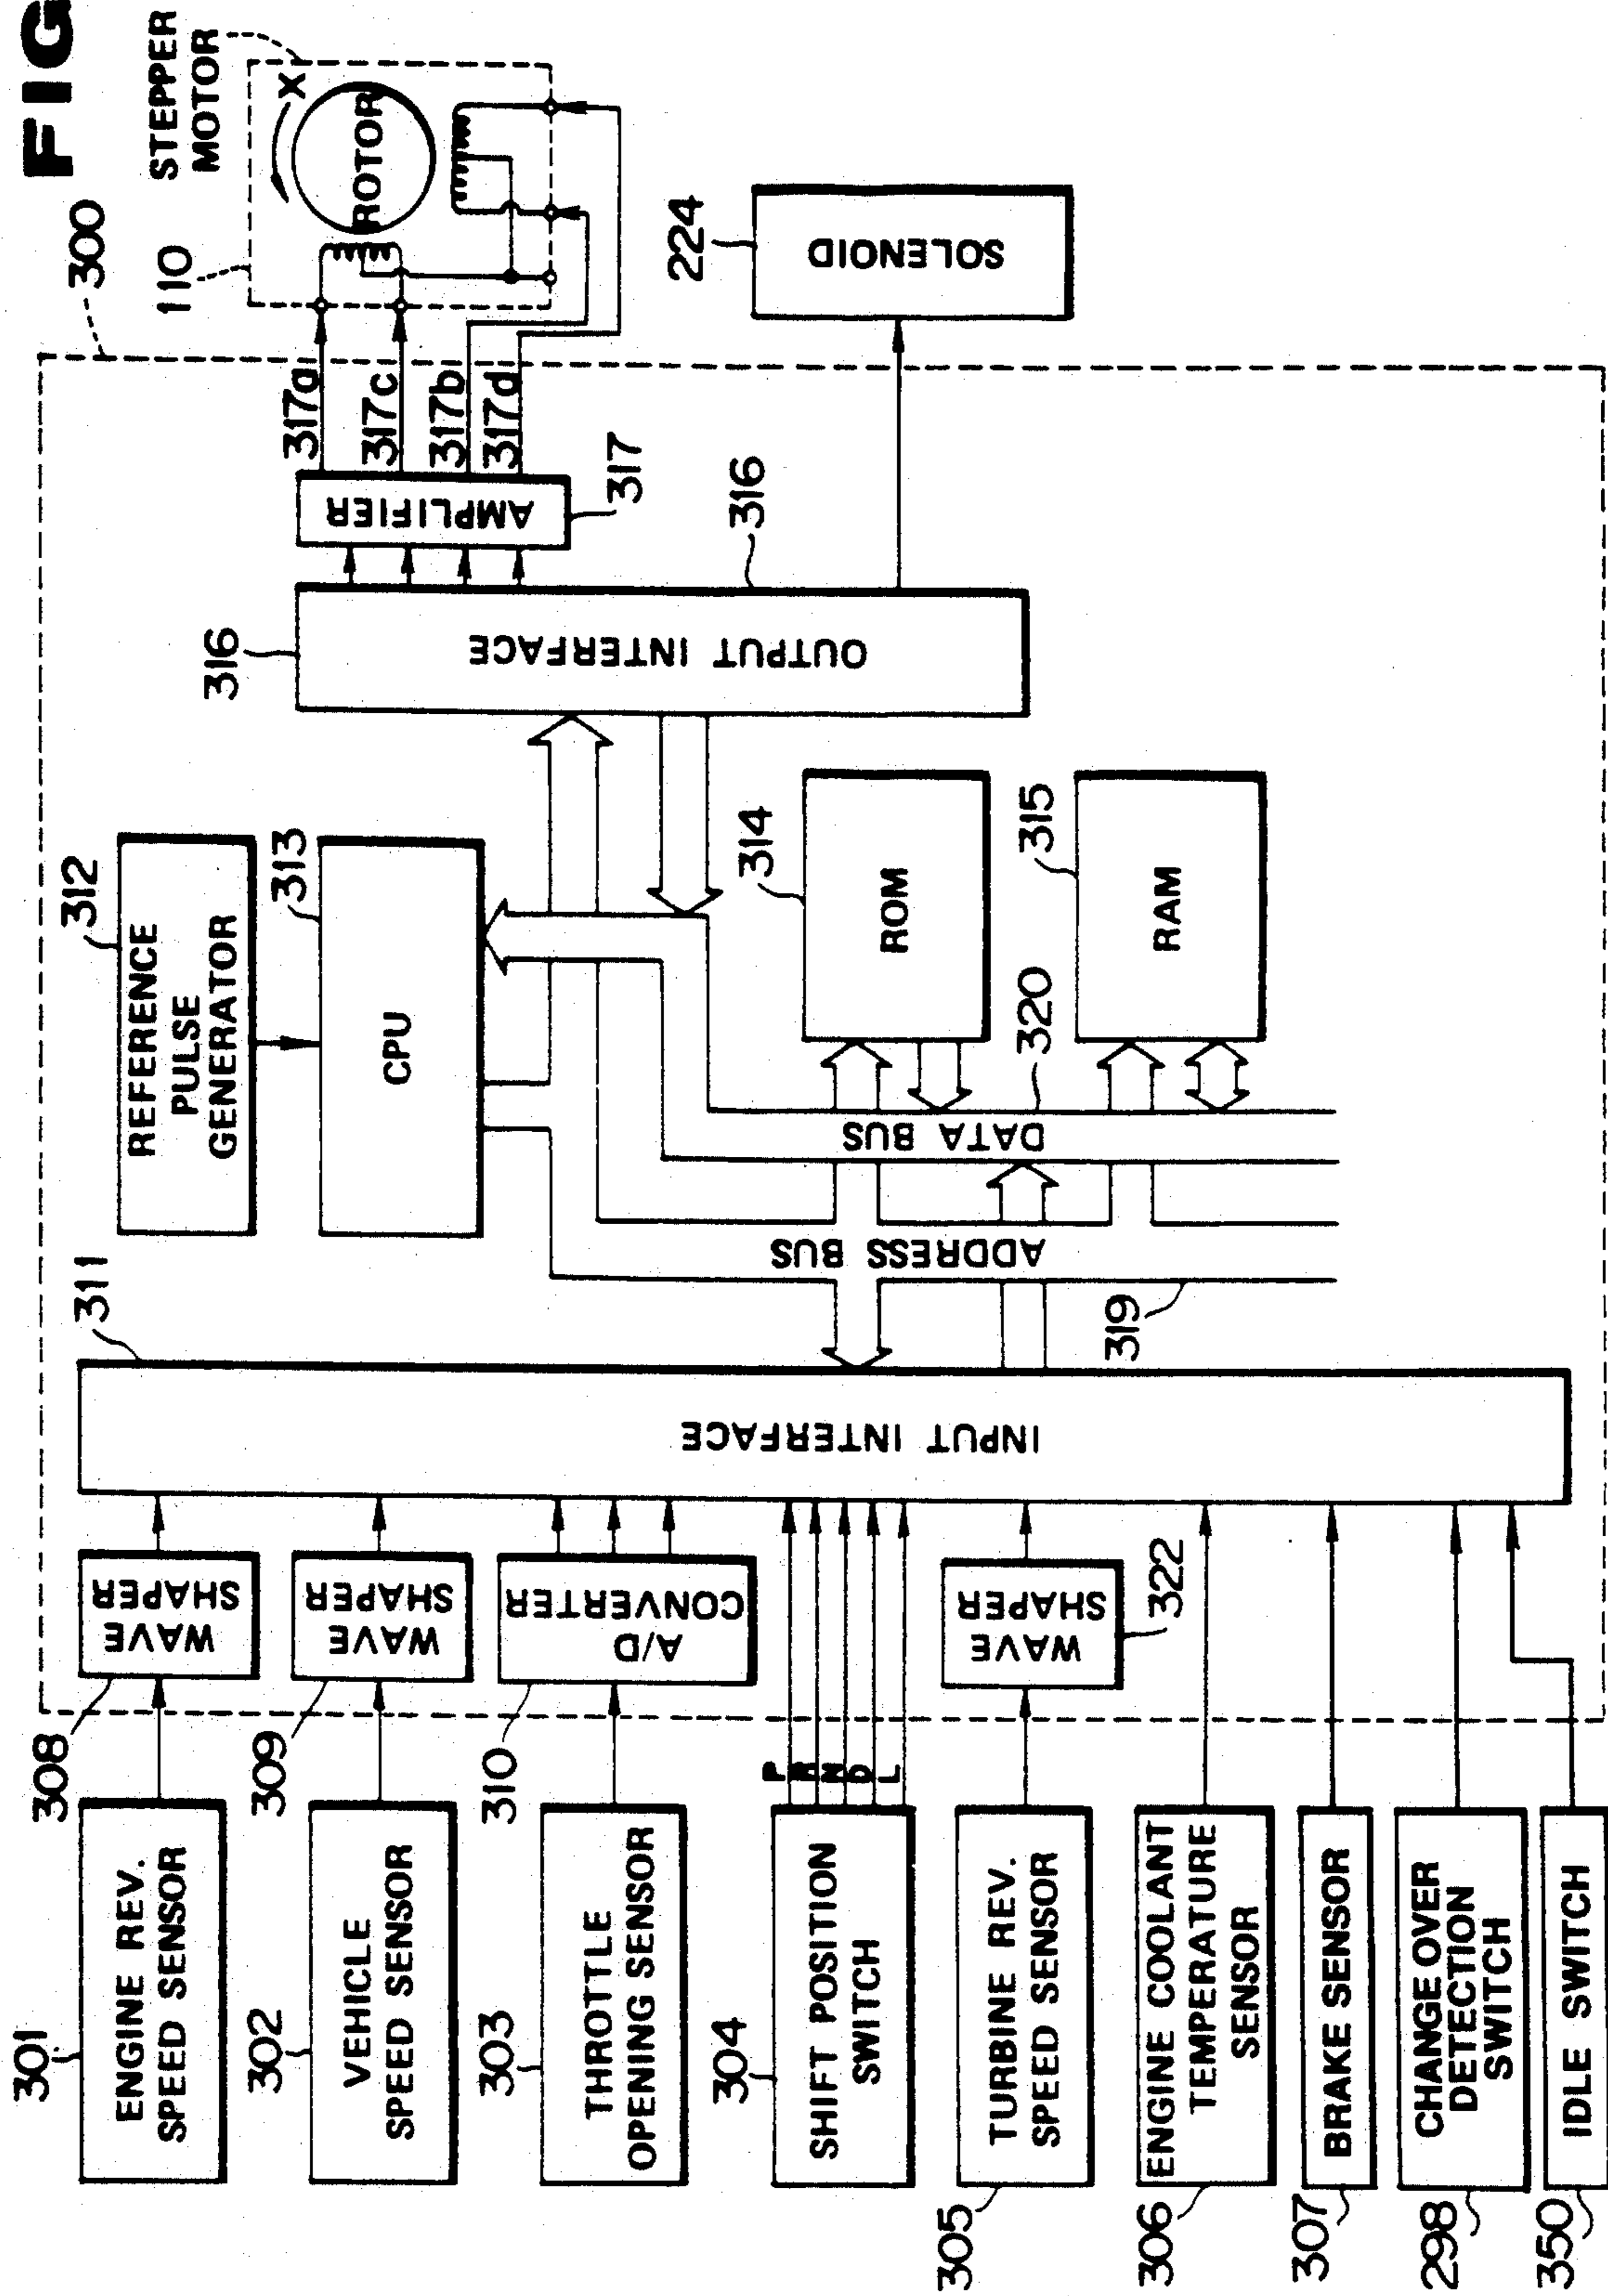 FIG
301
ENGINE REV.
SPEED SENSOR
308
WAVE
SHAPER
302
VEHICLE
SPEED SENSOR
309
WAVE
SHAPER
303
THROTTLE
OPENING SENSOR
310
A/D
CONVERTER
304
SHIFT POSITION
SWITCH
P
R
N
D
L
305
TURBINE REV.
SPEED SENSOR
WAVE
SHAPER
322
306
ENGINE COOLANT
TEMPERATURE
SENSOR
307
BRAKE SENSOR
298
CHANGE OVER
DETECTION
SWITCH
350
IDLE SWITCH
311
INPUT INTERFACE
312
REFERENCE
PULSE
GENERATOR
313
CPU
ADDRESS BUS
319
DATA BUS
320
314
ROM
315
RAM
316
OUTPUT INTERFACE
316
AMPLIFIER
317
317a
317c
317b
317d
300
110
STEPPER
MOTOR
X
ROTOR
224
SOLENOID